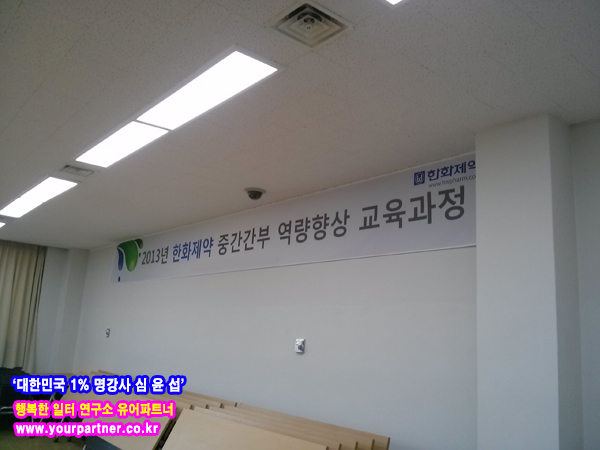 한화제약
2013년 한화제약 중간간부 역량향상 교육과정
‘대한민국 1% 명강사 심 윤 섭’
행복한 일터 연구소 유어파트너
www.yourpartner.co.kr